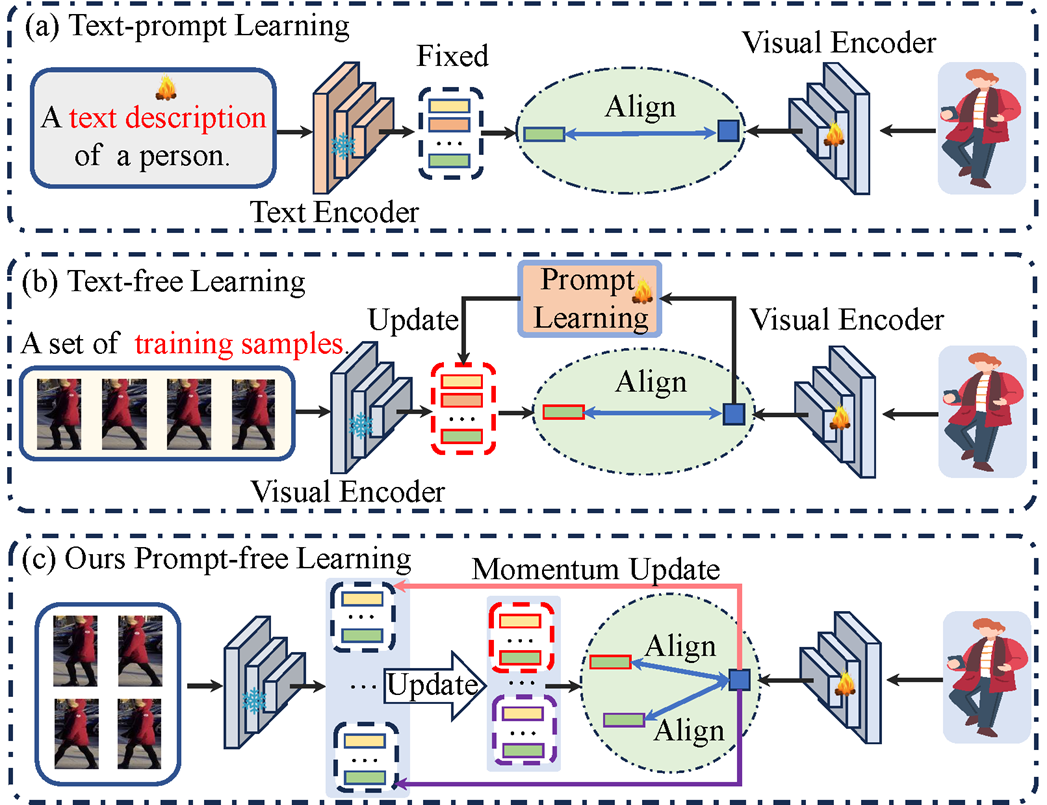 (a) Text-prompt Learning
A text description
of a person.
Text Encoder
Fixed
...
Align
Visual Encoder
(b) Text-free Learning
A set of training samples.
Visual Encoder
Update
...
Prompt
Learning
Align
Visual Encoder
(c) Ours Prompt-free Learning
...
...
...
Update
...
...
...
Momentum Update
Align
Align